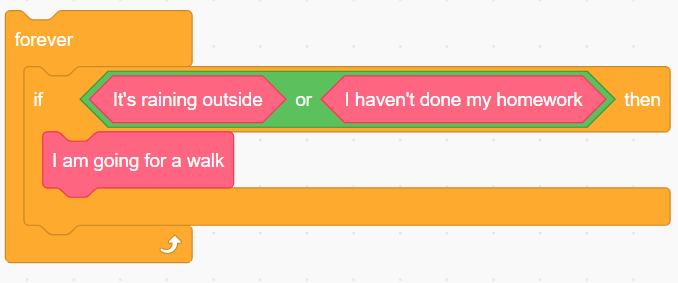 forever
if It's raining outside or I haven't done my homework then
I am going for a walk